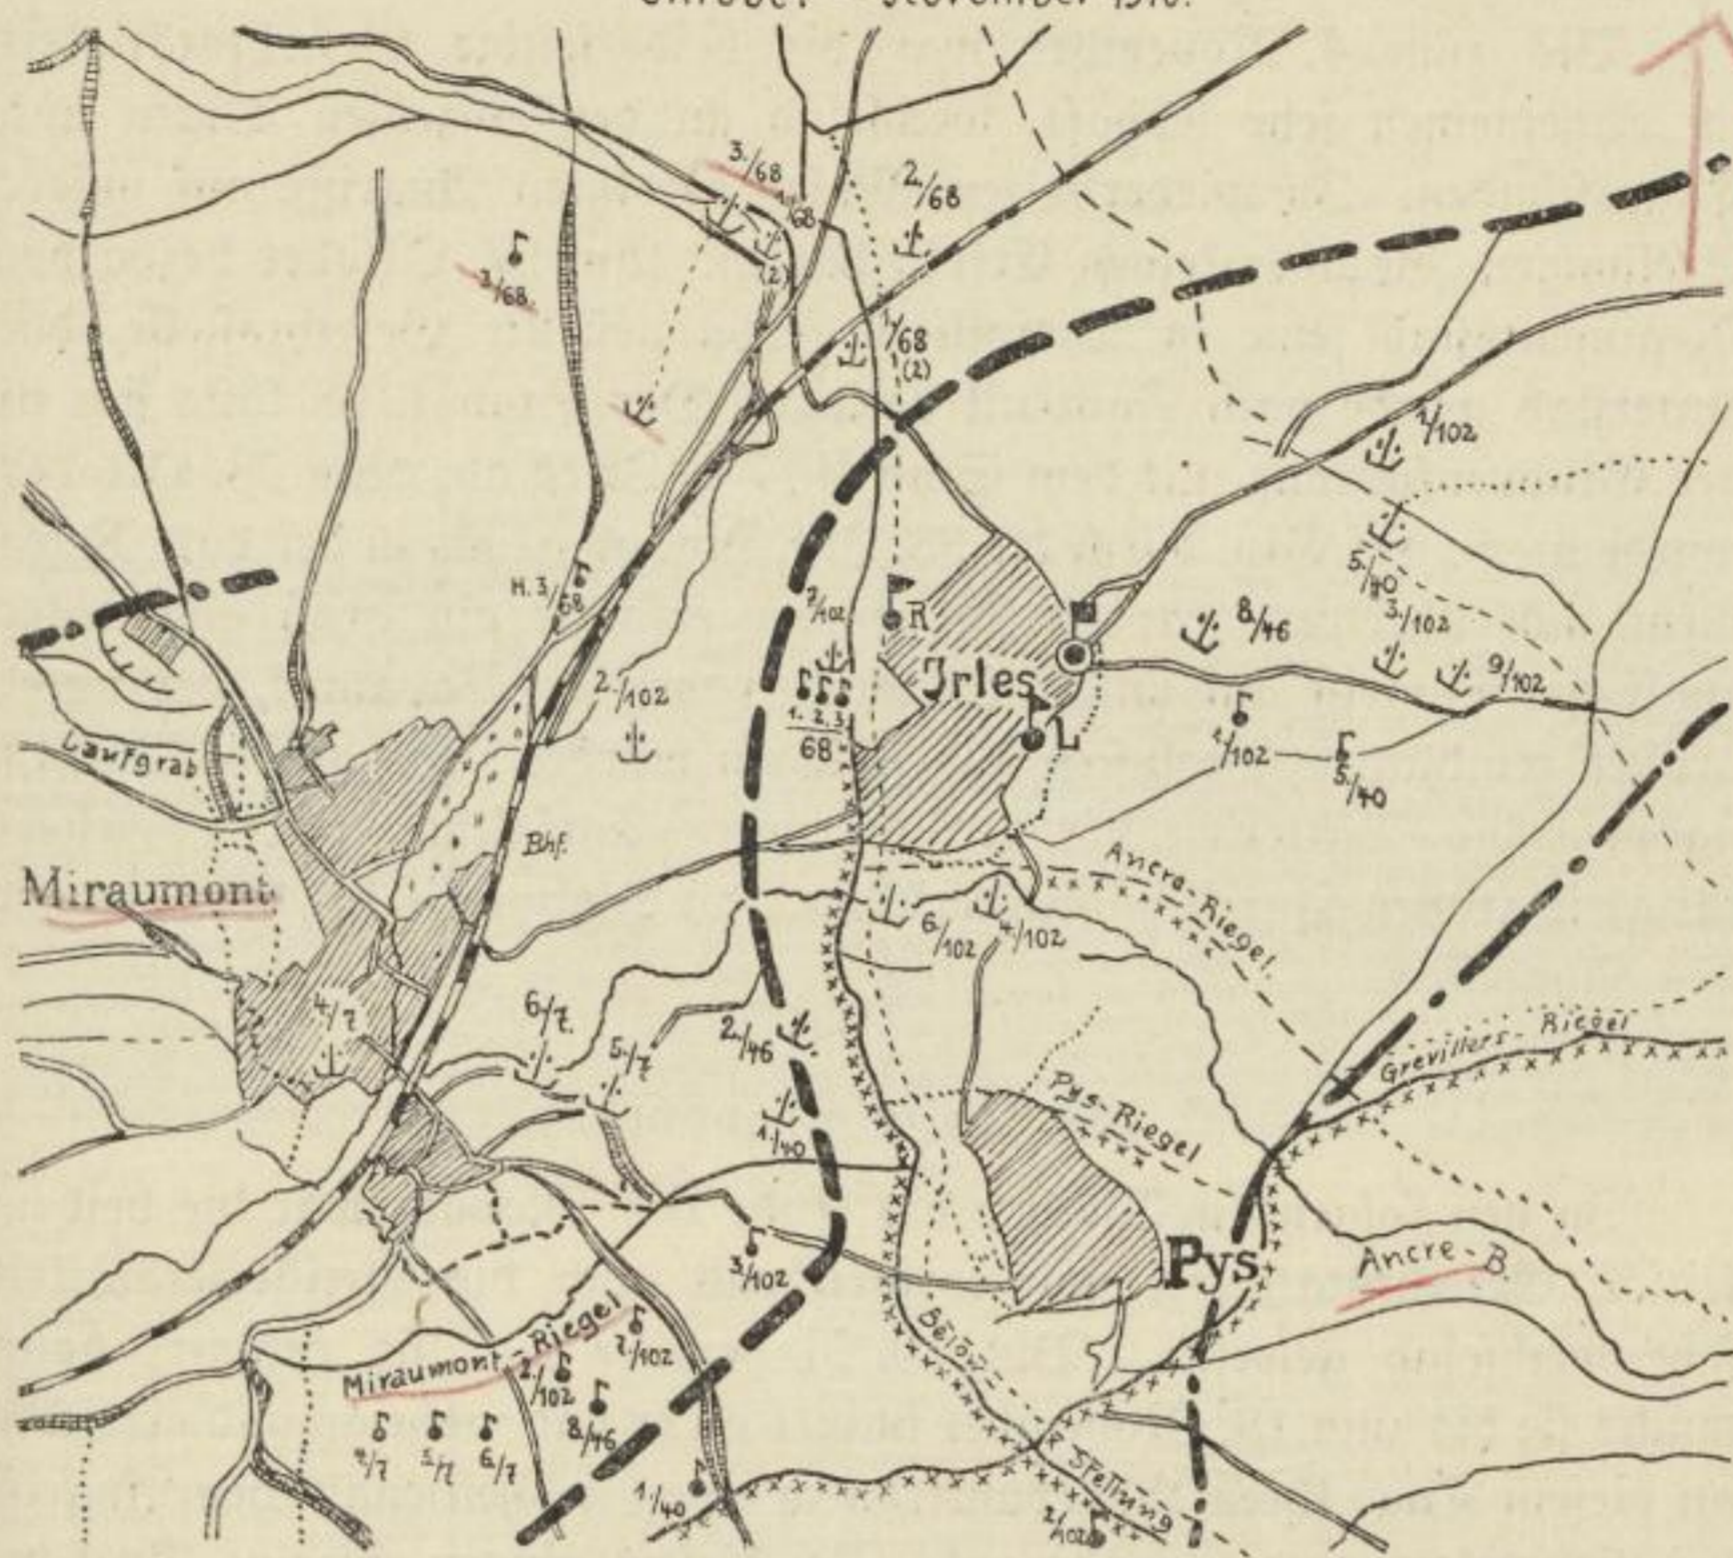 3./68
68
2./68
3./68
(2)
1/68
(2)
1/102
5./40
3./102
H. 3./68
7/102
R
8./46
Irles
9/102
2./102
1. 2. 3.
68
L
1/102
5./40
Laufgrab
Bhf.
Miraumont
Ancre-Riegel.
6./102
4/102
4./7
6./7.
5./7
2./46
Grevillers-Riegel
Pys-Riegel
1./40
Pys
3./102
Ancre-B.
Miraumont-Riegel
7./102
2./102
Below-
8./46
5/7
6/7
1./40
Stellung
2/102